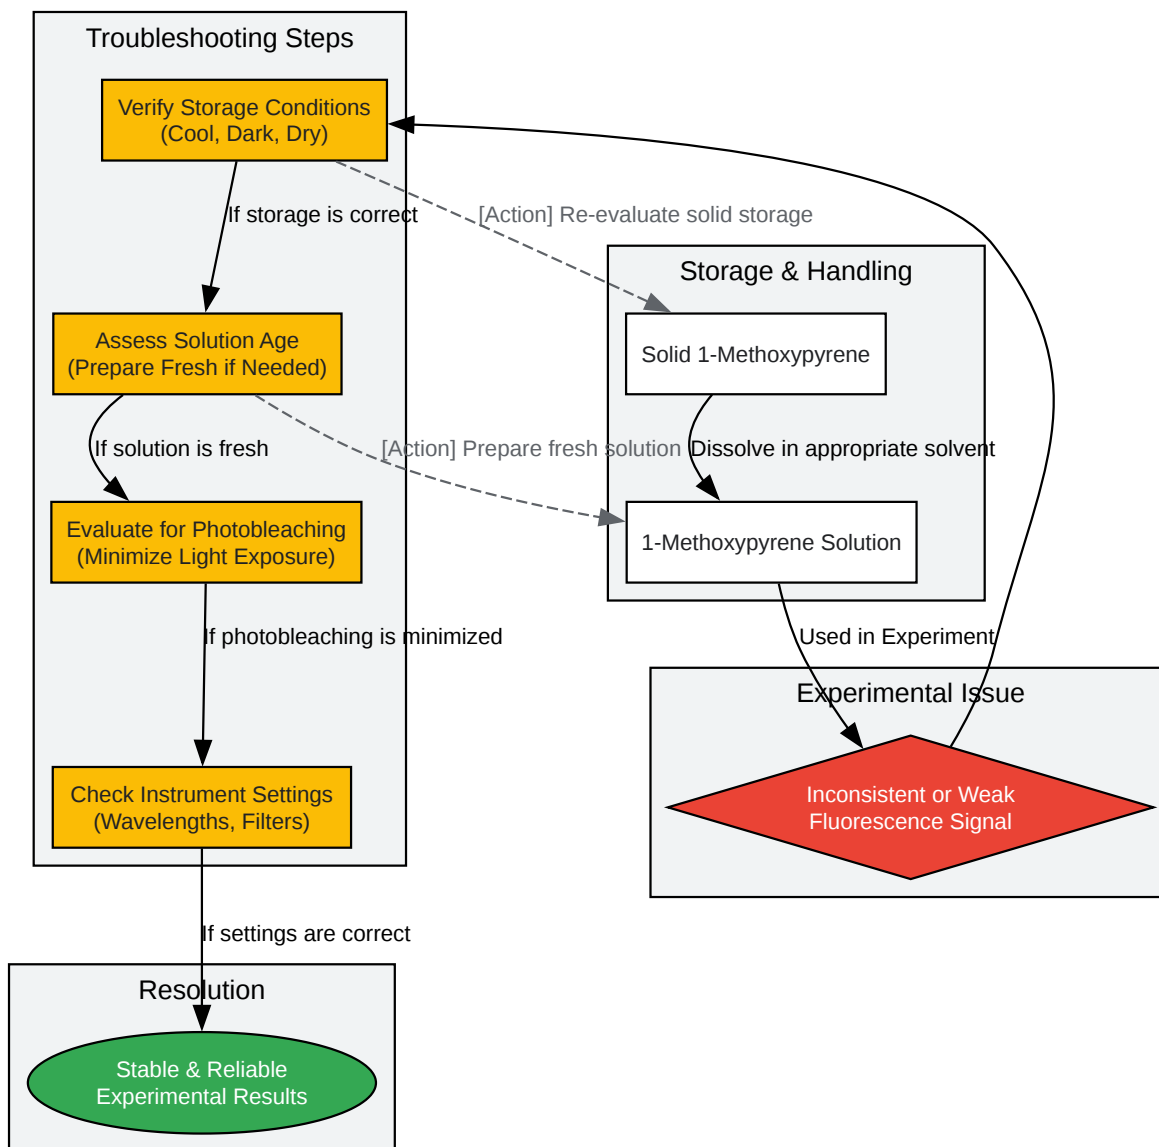 Troubleshooting Steps
Verify Storage Conditions
(Cool, Dark, Dry)
If storage is correct
[Action] Re-evaluate solid storage
Storage & Handling
Assess Solution Age
(Prepare Fresh if Needed)
Solid 1-Methoxypyrene
If solution is fresh
[Action] Prepare fresh solution
Dissolve in appropriate solvent
Evaluate for Photobleaching
(Minimize Light Exposure)
1-Methoxypyrene Solution
If photobleaching is minimized
Used in Experiment
Experimental Issue
Check Instrument Settings
(Wavelengths, Filters)
Inconsistent or Weak
Fluorescence Signal
If settings are correct
Resolution
Stable & Reliable
Experimental Results